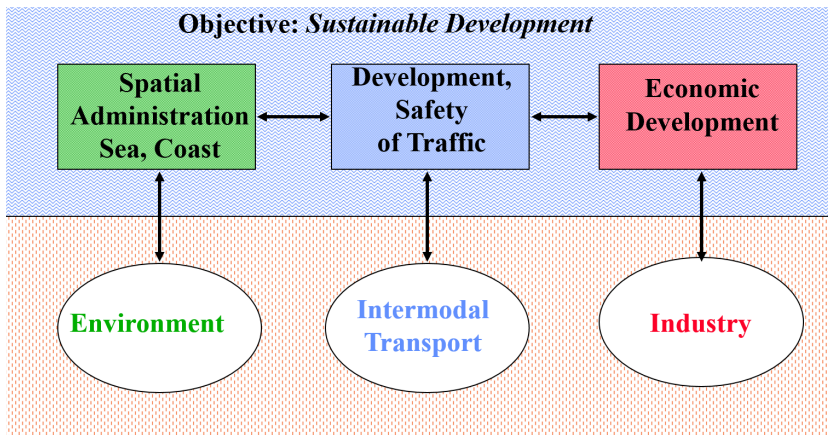 Objective: Sustainable Development
Spatial
Administration
Sea, Coast
Development,
Safety
of Traffic
Economic
Development
Environment
Intermodal
Transport
Industry